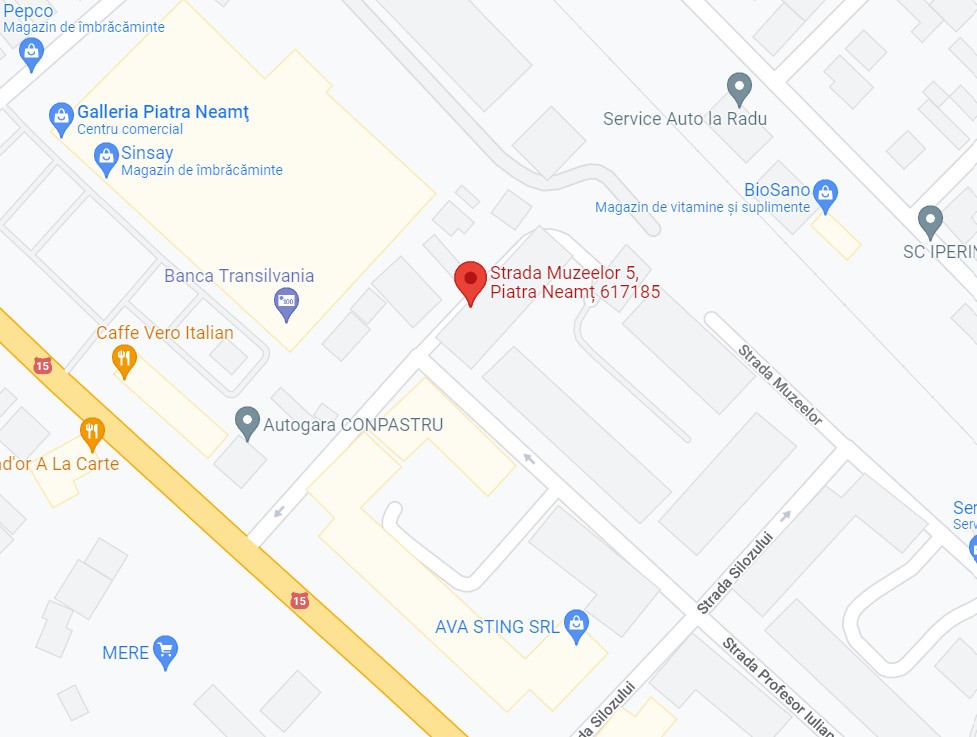 Pepco
Magazin de îmbrăcăminte
Galleria Piatra Neamţ
Centru comercial
Sinsay
Magazin de îmbrăcăminte
Service Auto la Radu
BioSano
Magazin de vitamine și suplimente
SC IPERIN
Banca Transilvania
Strada Muzeelor 5,
Piatra Neamț 617185
Caffe Vero Italian
15
Strada Muzeelor
Autogara CONPASTRU
d'or A La Carte
Ser
Serv
Strada Silozului
15
AVA STING SRL
MERE
Strada Profesor Iulian
da Silozului